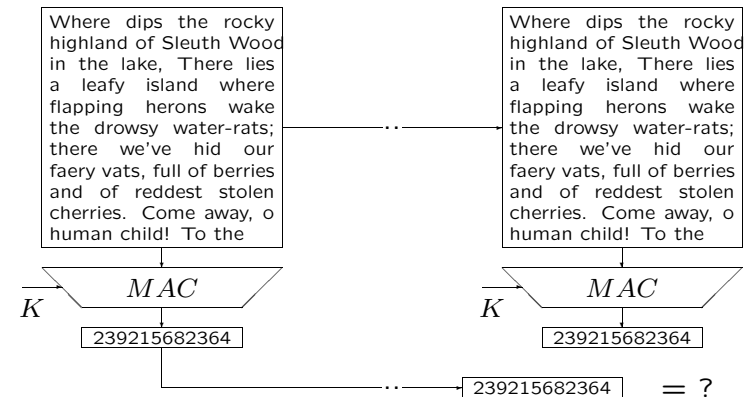 Where dips the rocky
highland of Sleuth Wood
in the lake, There lies
a leafy island where
flapping herons wake
the drowsy water-rats;
there we've hid our
faery vats, full of berries
and of reddest stolen
cherries. Come away, o
human child! To the
MAC
K
239215682364
Where dips the rocky
highland of Sleuth Wood
in the lake, There lies
a leafy island where
flapping herons wake
the drowsy water-rats;
there we've hid our
faery vats, full of berries
and of reddest stolen
cherries. Come away, o
human child! To the
MAC
K
239215682364
239215682364 = ?